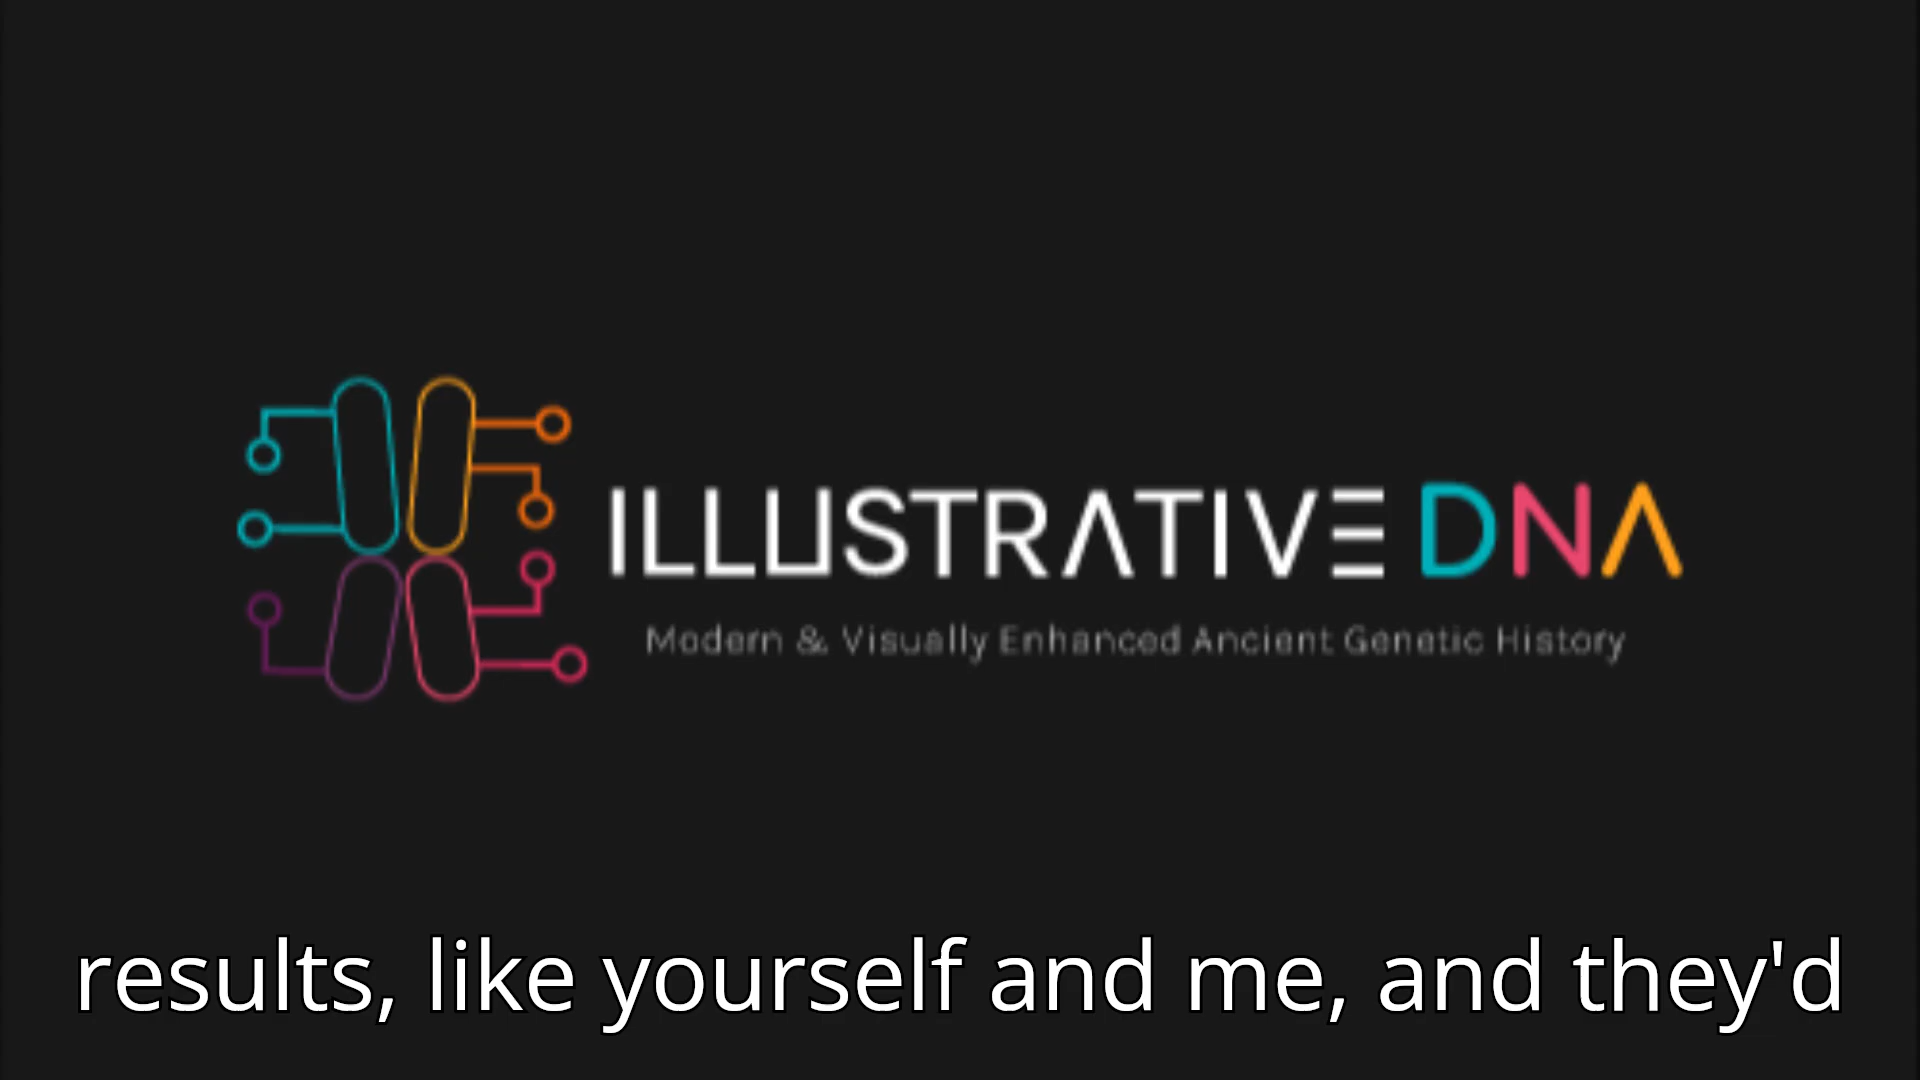 ILLUSTRATIVE DNA
Modern & Visually Enhanced Ancient Genetic History
results, like yourself and me, and they'd